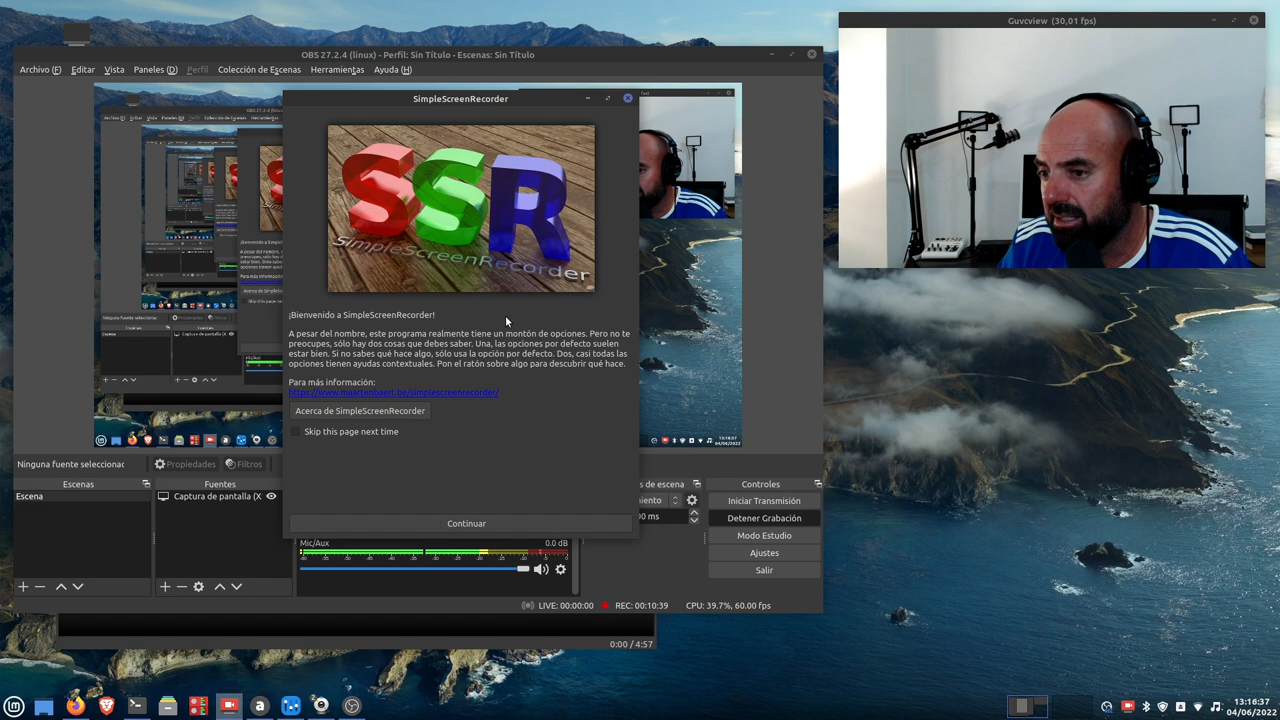 Guvcview (30,01 fps)
OBS 27.2.4 (linux) - Perfil: Sin Título - Escenas: Sin Título
Archivo (F) Editar Vista Paneles (D) Perfil Colección de Escenas Herramientas Ayuda (H)
SimpleScreenRecorder
SSR
SimpleScreenRecorder
¡Bienvenido a SimpleScreenRecorder!
A pesar del nombre, este programa realmente tiene un montón de opciones. Pero no te
preocupes, sólo hay dos cosas que debes saber. Una, las opciones por defecto suelen
estar bien. Si no sabes qué hace algo, sólo usa la opción por defecto. Dos, casi todas las
opciones tienen ayudas contextuales. Pon el ratón sobre algo para descubrir qué hace.
Para más información:
https://www.maartenbaert.be/simplescreenrecorder/
Acerca de SimpleScreenRecorder
Skip this page next time
Continuar
Ninguna fuente seleccionac Propiedades Filtros
Escenas Fuentes s de escena Controles
Escena
Captura de pantalla (X
iento
00 ms
Iniciar Transmisión
Detener Grabación
Modo Estudio
Ajustes
Salir
Mic/Aux 0.0 dB
LIVE: 00:00:00 REC: 00:10:39 CPU: 39.7%, 60.00 fps
0:00 / 4:57
13:16:37
04/06/2022